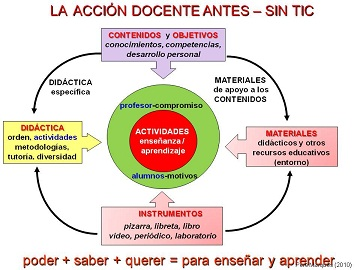 LA ACCIÓN DOCENTE ANTES – SIN TIC
CONTENIDOS y OBJETIVOS
conocimientos, competencias,
desarrollo personal
DIDÁCTICA
específica
MATERIALES
de apoyo a los
CONTENIDOS
profesor-compromiso
DIDÁCTICA
orden, actividades
metodologías,
tutoría. diversidad
ACTIVIDADES
enseñanza /
aprendizaje
MATERIALES
didácticos y otros
recursos educativos
(entorno)
alumnos-motivos
INSTRUMENTOS
pizarra, libreta, libro
vídeo, periódico, laboratorio
poder + saber + querer = para enseñar y aprender
(2010)